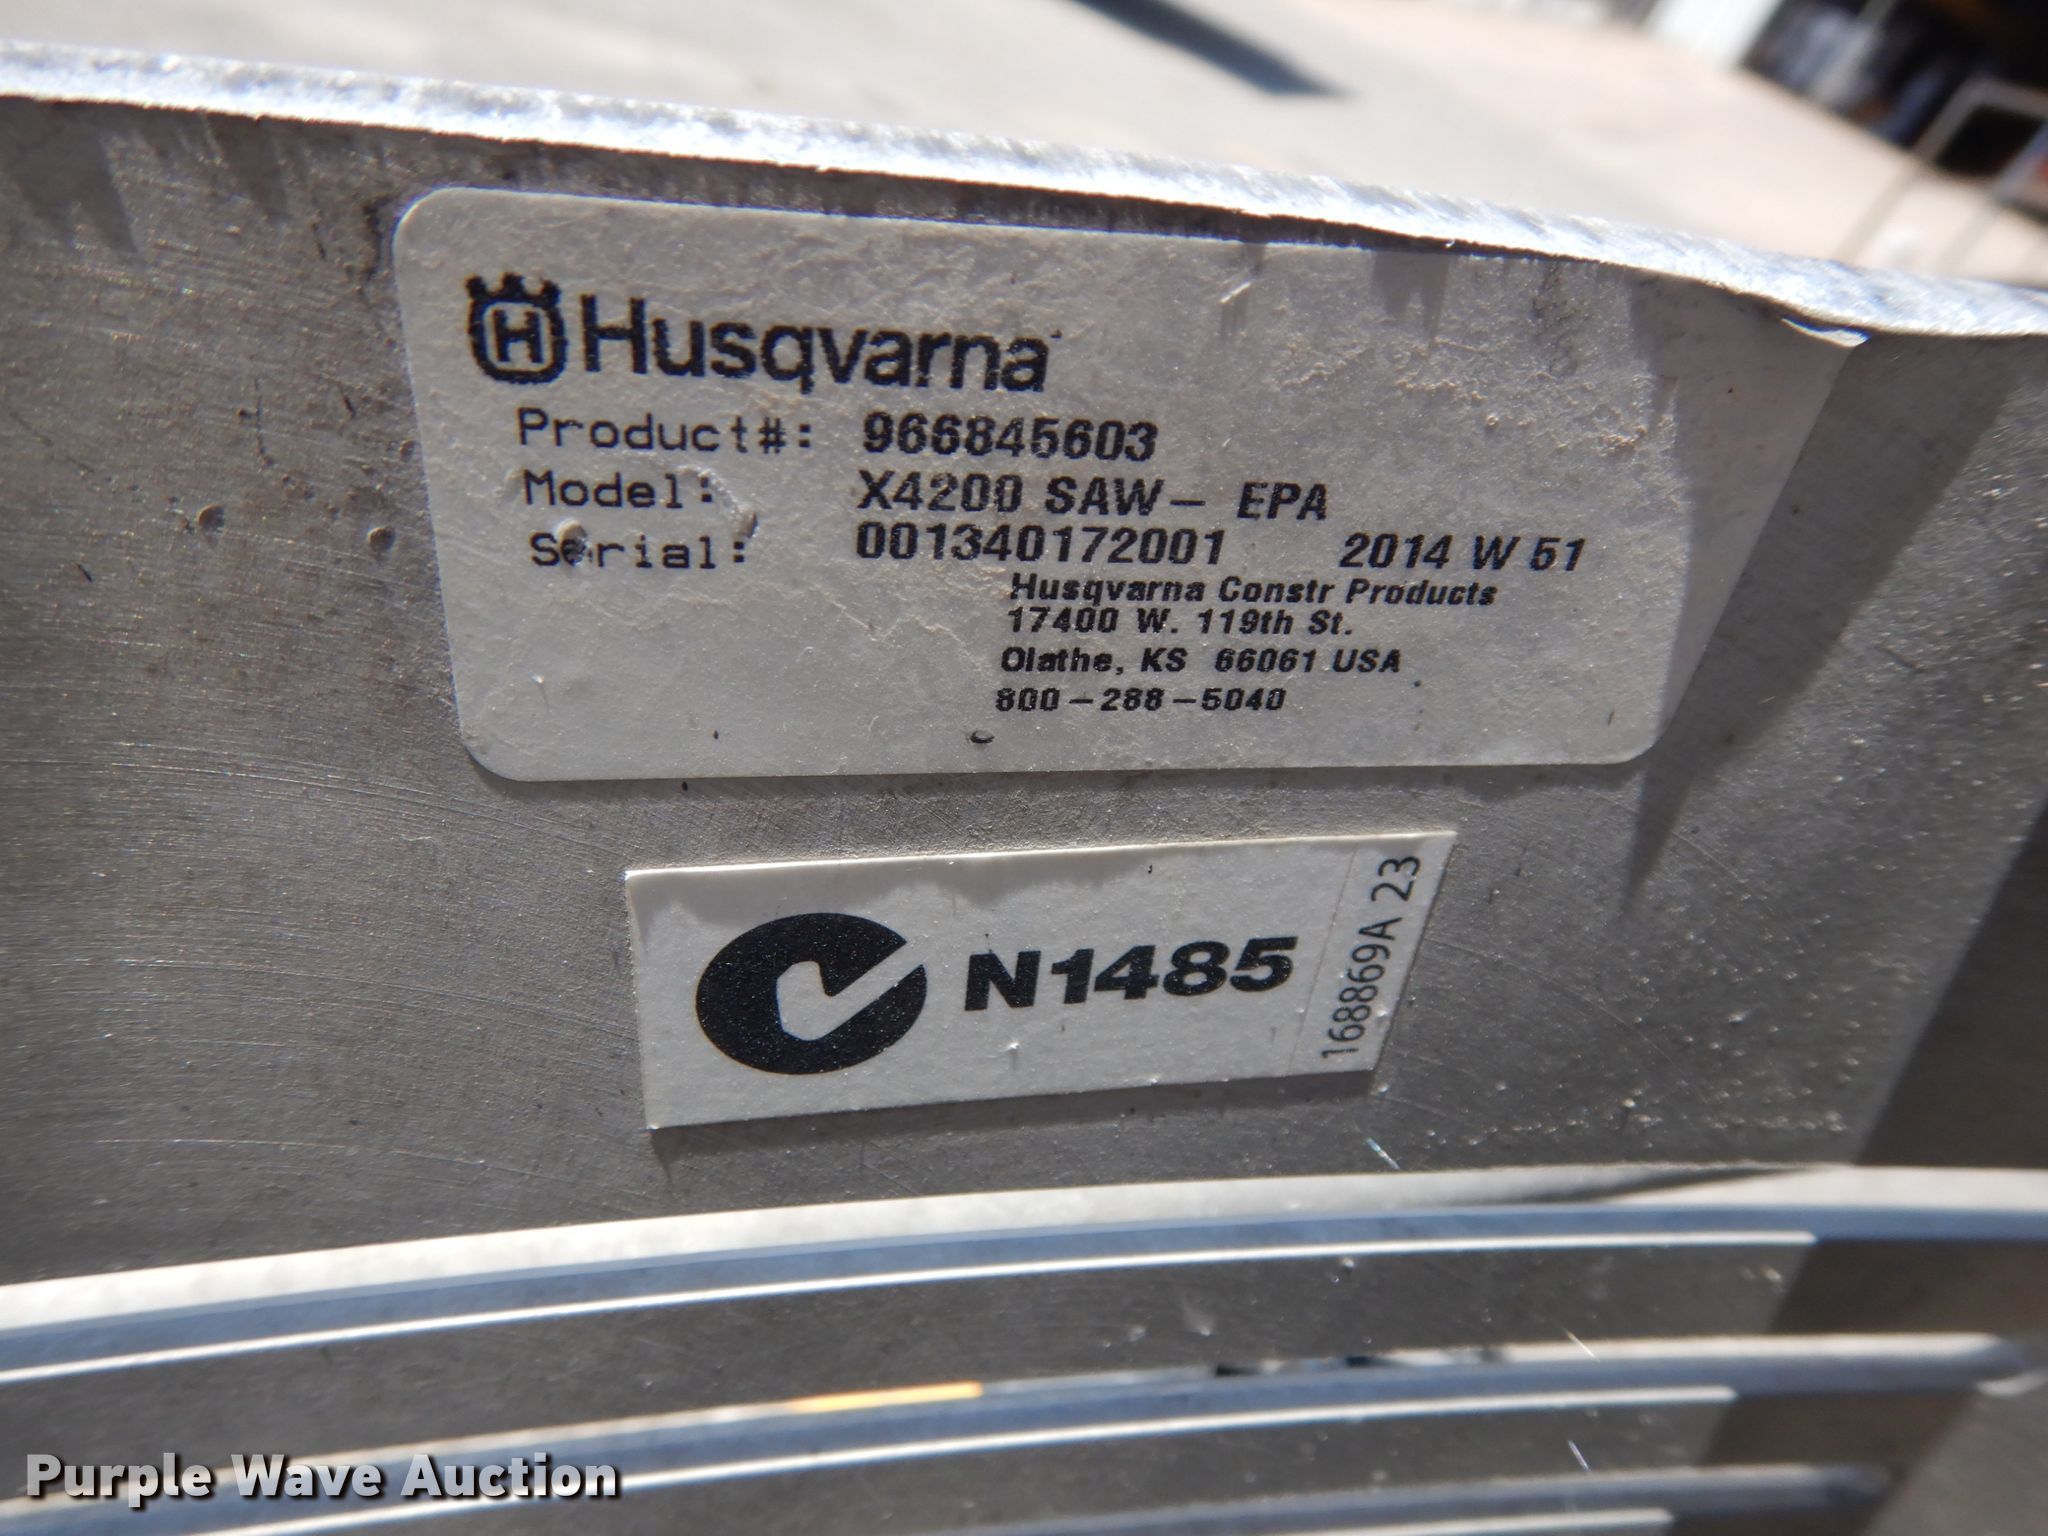 Husqvarna
Product#: 966845603
Model: X4200 SAW- EPA
Serial: 001340172001 2014 W 51
Husqvarna Constr Products
17400 W. 119th St.
Olathe, KS 66061 USA
800-288-5040
N1485
168869A 23
Purple Wave Auction